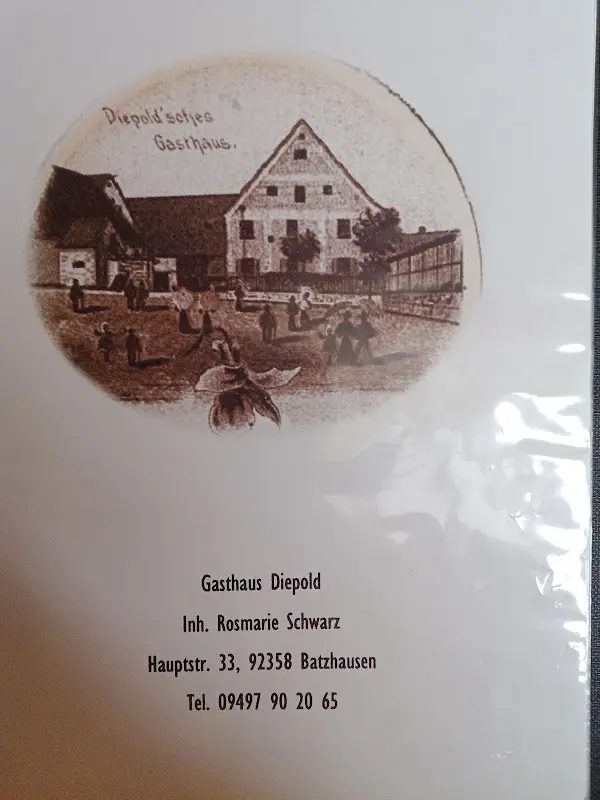 Diepold'sches
Gasthaus.
Gasthaus Diepold
Inh. Rosmarie Schwarz
Hauptstr. 33, 92358 Batzhausen
Tel. 09497 90 20 65